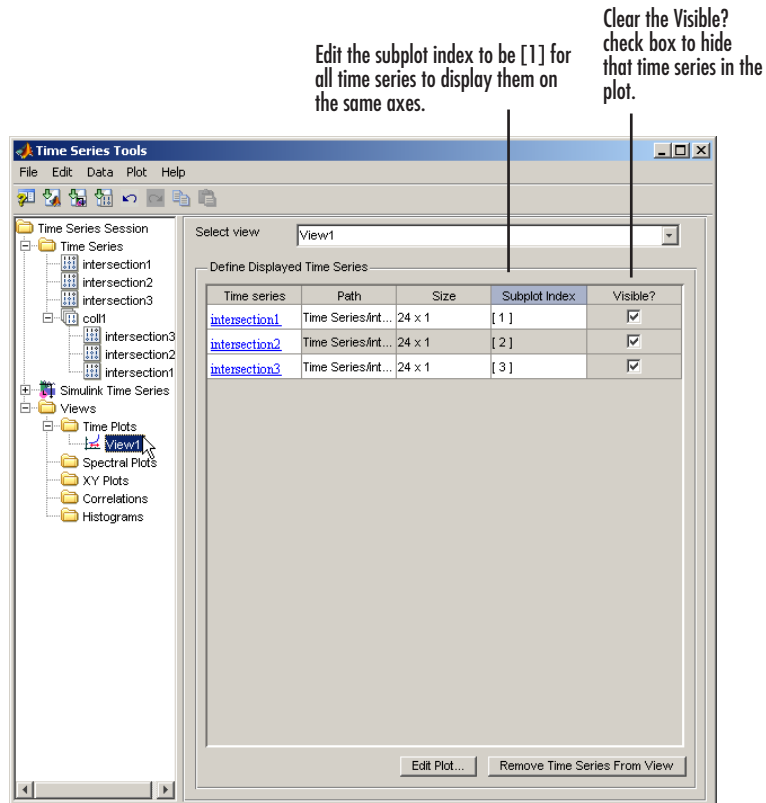 Edit the subplot index to be [1] for
all time series to display them on
the same axes.
Clear the Visible?
check box to hide
that time series in the
plot.
Time Series Tools
File Edit Data Plot Help
Time Series Session
Time Series
intersection1
intersection2
intersection3
coll1
intersection3
intersection2
intersection1
Simulink Time Series
Views
Time Plots
View1
Spectral Plots
XY Plots
Correlations
Histograms
Select view View1
Define Displayed Time Series
Time series Path Size Subplot Index Visible?
intersection1 Time Series/int... 24 x 1 [ 1 ]
intersection2 Time Series/int... 24 x 1 [ 2 ]
intersection3 Time Series/int... 24 x 1 [ 3 ]
Edit Plot... Remove Time Series From View